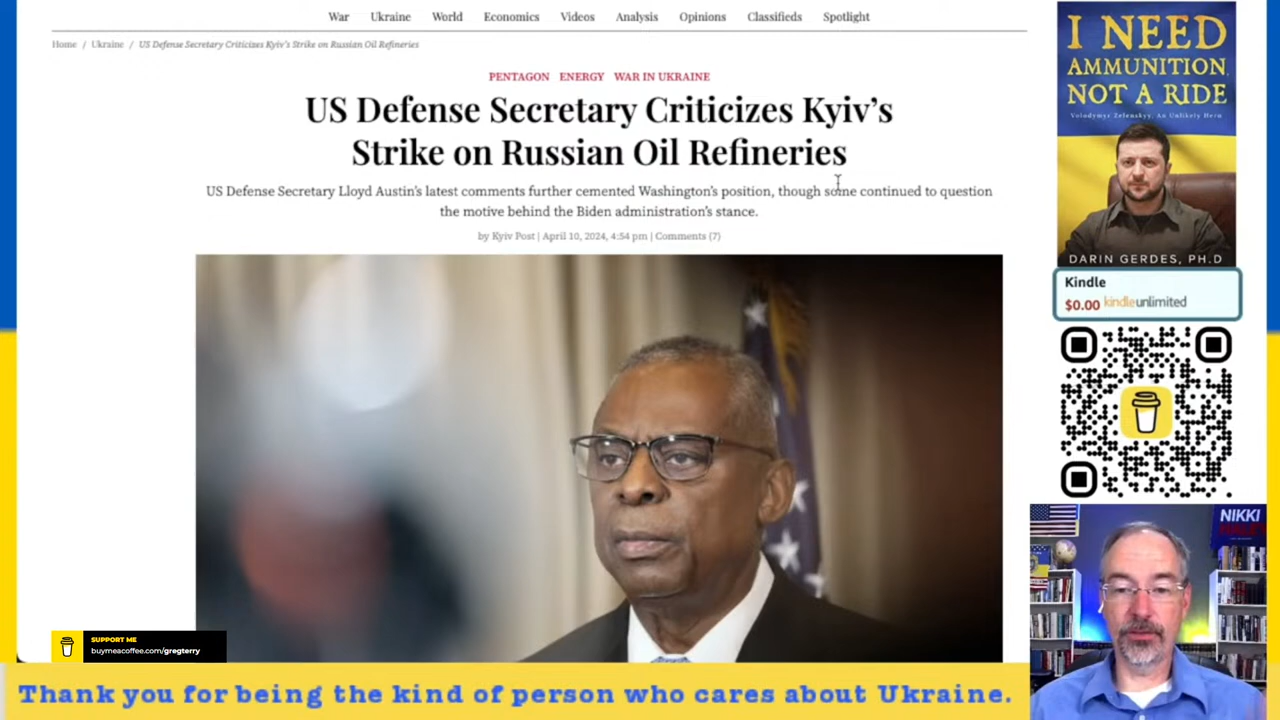 War Ukraine World Economics Videos Analysis Opinions Classifieds Spotlight
Home / Ukraine / US Defense Secretary Criticizes Kyiv's Strike on Russian Oil Refineries
PENTAGON ENERGY WAR IN UKRAINE
US Defense Secretary Criticizes Kyiv's
Strike on Russian Oil Refineries
US Defense Secretary Lloyd Austin's latest comments further cemented Washington's position, though some continued to question
the motive behind the Biden administration's stance.
by Kyiv Post | April 10, 2024, 4:54 pm | Comments (7)
I NEED
AMMUNITION,
NOT A RIDE
Volodymyr Zelenskyy, An Unlikely Hero
DARIN GERDES, PH.D
Kindle
$0.00 kindleunlimited
NIKKI
SUPPORT ME
buymeacoffee.com/gregterry
Thank you for being the kind of person who cares about Ukraine.